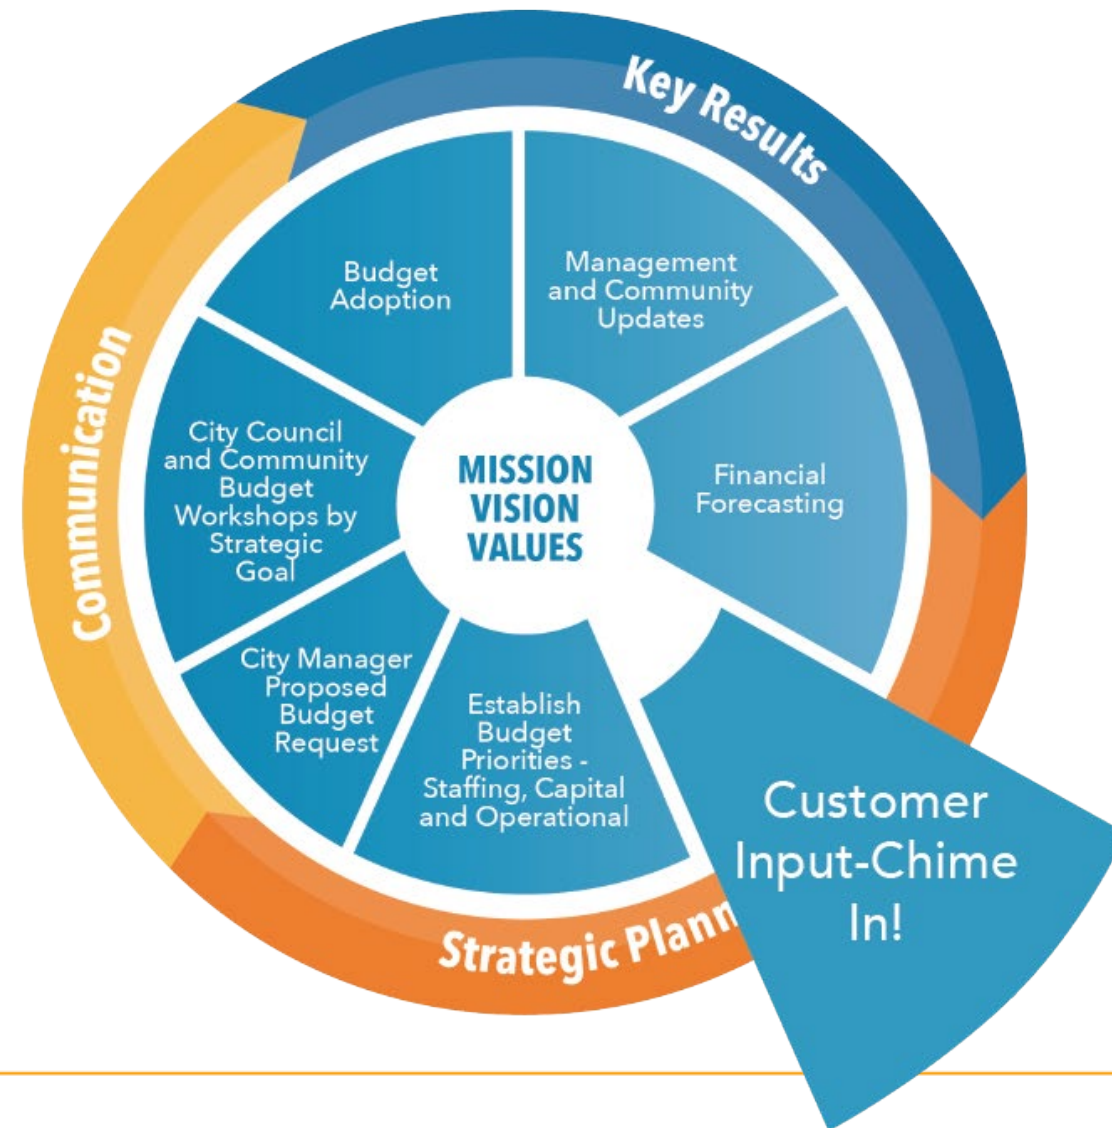 Key Results
Management
and Community
Updates
Financial
Forecasting
Customer
Input-Chime
In!
Strategic
Establish
Budget
Priorities -
Staffing, Capital
and Operational
City Manager
Proposed
Budget
Request
Communication
City Council
and Community
Budget
Workshops by
Strategic
Goal
Budget
Adoption
MISSION
VISION
VALUES